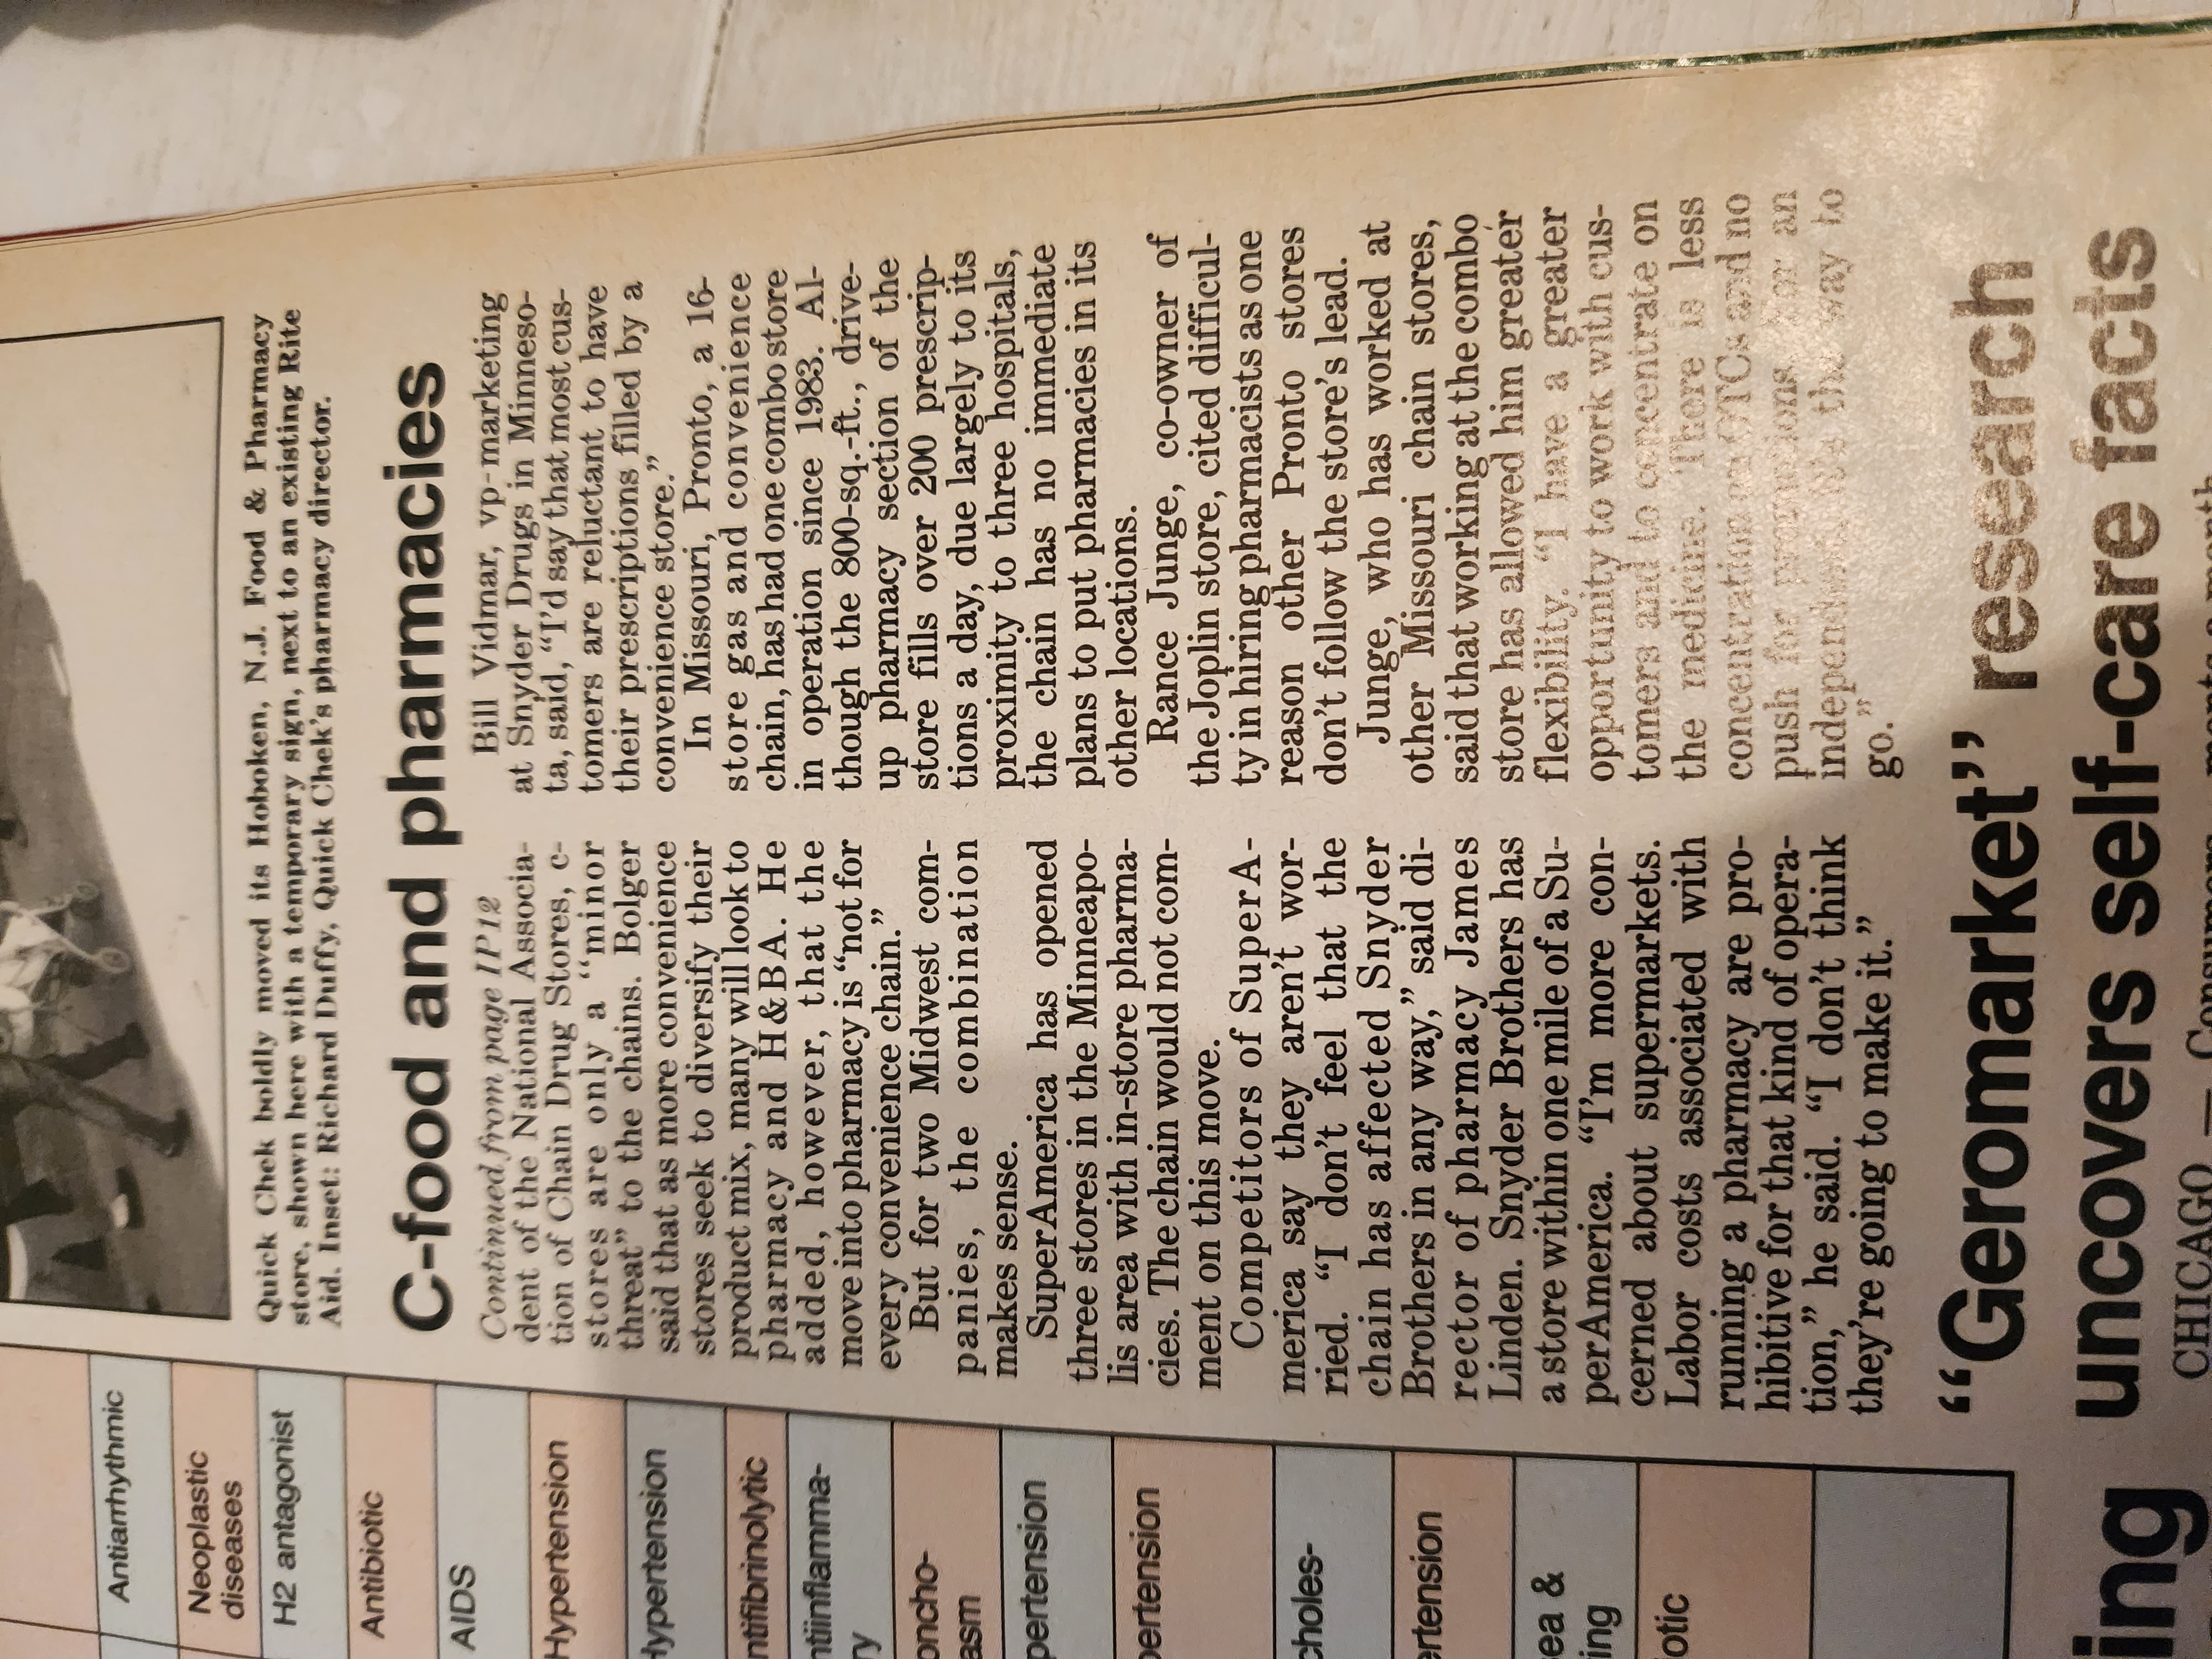 Quick Chek boldly moved its Hoboken, N.J. Food & Pharmacy
store, shown here with a temporary sign, next to an existing Rite
Aid. Inset: Richard Duffy, Quick Chek's pharmacy director.
C-food and pharmacies
Continued from page IP12
dent of the National Associa-
tion of Chain Drug Stores, c-
stores are only a “minor
threat” to the chains. Bolger
said that as more convenience
stores seek to diversify their
product mix, many will look to
pharmacy and H&BA. He
added, however, that the
move into pharmacy is “not for
every convenience chain.”
But for two Midwest com-
panies, the combination
makes sense.
SuperAmerica has opened
three stores in the Minneapo-
lis area with in-store pharma-
cies. The chain would not com-
ment on this move.
Competitors of SuperA-
merica say they aren't wor-
ried. “I don't feel that the
chain has affected Snyder
Brothers in any way,” said di-
rector of pharmacy James
Linden. Snyder Brothers has
a store within one mile of a Su-
perAmerica. “I'm more con-
cerned about supermarkets.
Labor costs associated with
running a pharmacy are pro-
hibitive for that kind of opera-
tion,” he said. “I don't think
they're going to make it.”
Bill Vidmar, vp-marketing
at Snyder Drugs in Minneso-
ta, said, “I'd say that most cus-
tomers are reluctant to have
their prescriptions filled by a
convenience store.”
In Missouri, Pronto, a 16-
store gas and convenience
chain, has had one combo store
in operation since 1983. Al-
though the 800-sq.-ft., drive-
up pharmacy section of the
store fills over 200 prescrip-
tions a day, due largely to its
proximity to three hospitals,
the chain has no immediate
plans to put pharmacies in its
other locations.
Rance Junge, co-owner of
the Joplin store, cited difficul-
ty in hiring pharmacists as one
reason other Pronto stores
don't follow the store's lead.
Junge, who has worked at
other Missouri chain stores,
said that working at the combo
store has allowed him greater
flexibility. “I have a greater
opportunity to work with cus-
tomers and to concentrate on
the medicine. There is less
concentration on OTCs and no
push for promotions. For an
independent, it's the way to
go.”
“Geromarket” research
uncovers self-care facts
CHICAGO — Consumers
Antiarrhythmic
Neoplastic
diseases
H2 antagonist
Antibiotic
AIDS
Hypertension
Hypertension
ntifibrinolytic
ntiinflamma-
ry
oncho-
asm
pertension
pertension
choles-
ertension
ea &
ing
otic
ing